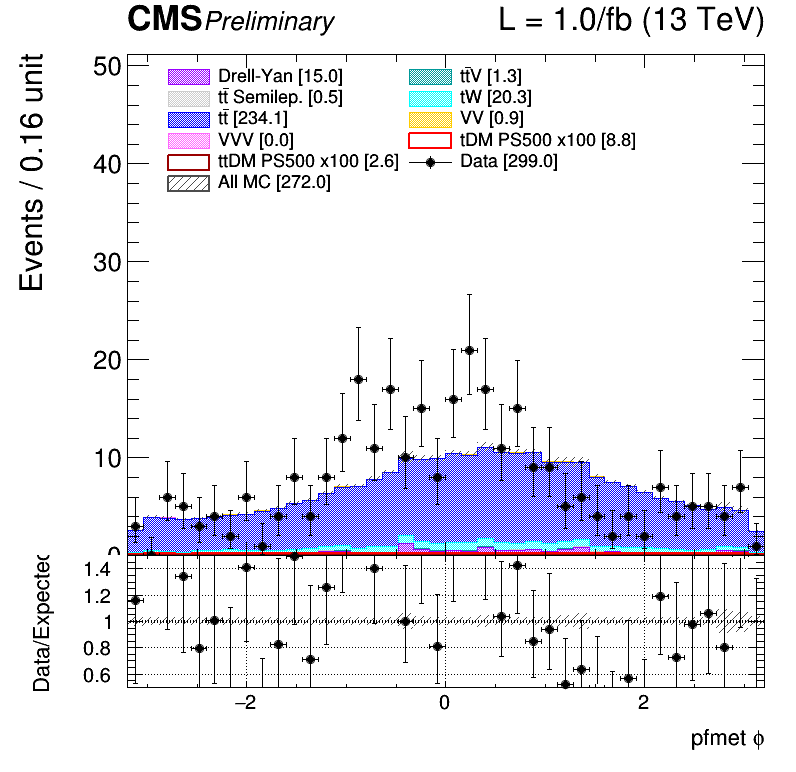 CMS Preliminary L = 1.0/fb (13 TeV)
Events / 0.16 unit
50
40
30
20
10
0
Drell-Yan [15.0]
tt̄V [1.3]
tt̄ Semilep. [0.5]
tW [20.3]
tt̄ [234.1]
VV [0.9]
VVV [0.0]
tDM PS500 x100 [8.8]
ttDM PS500 x100 [2.6]
Data [299.0]
All MC [272.0]
Data/Expected
1.4
1.2
1
0.8
0.6
−2 0 2
pfmet ϕ